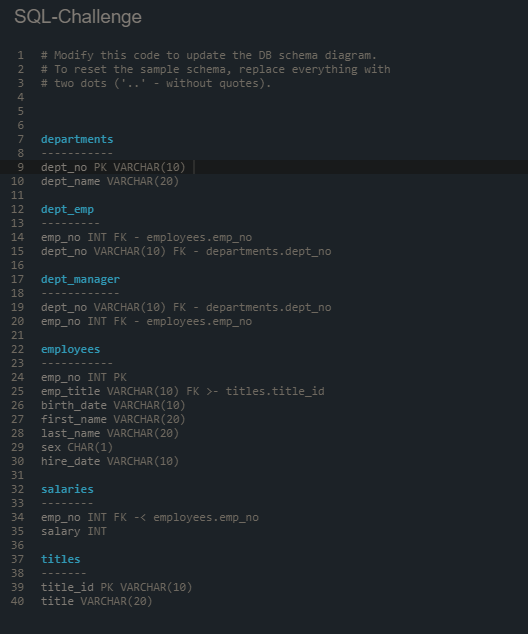 SQL-Challenge
1 # Modify this code to update the DB schema diagram.
2 # To reset the sample schema, replace everything with
3 # two dots ('..' - without quotes).
4
5
6
7 departments
8 -----------
9 dept_no PK VARCHAR(10)
10 dept_name VARCHAR(20)
11
12 dept_emp
13 ---------
14 emp_no INT FK - employees.emp_no
15 dept_no VARCHAR(10) FK - departments.dept_no
16
17 dept_manager
18 ------------
19 dept_no VARCHAR(10) FK - departments.dept_no
20 emp_no INT FK - employees.emp_no
21
22 employees
23 -----------
24 emp_no INT PK
25 emp_title VARCHAR(10) FK >- titles.title_id
26 birth_date VARCHAR(10)
27 first_name VARCHAR(20)
28 last_name VARCHAR(20)
29 sex CHAR(1)
30 hire_date VARCHAR(10)
31
32 salaries
33 --------
34 emp_no INT FK -< employees.emp_no
35 salary INT
36
37 titles
38 -------
39 title_id PK VARCHAR(10)
40 title VARCHAR(20)